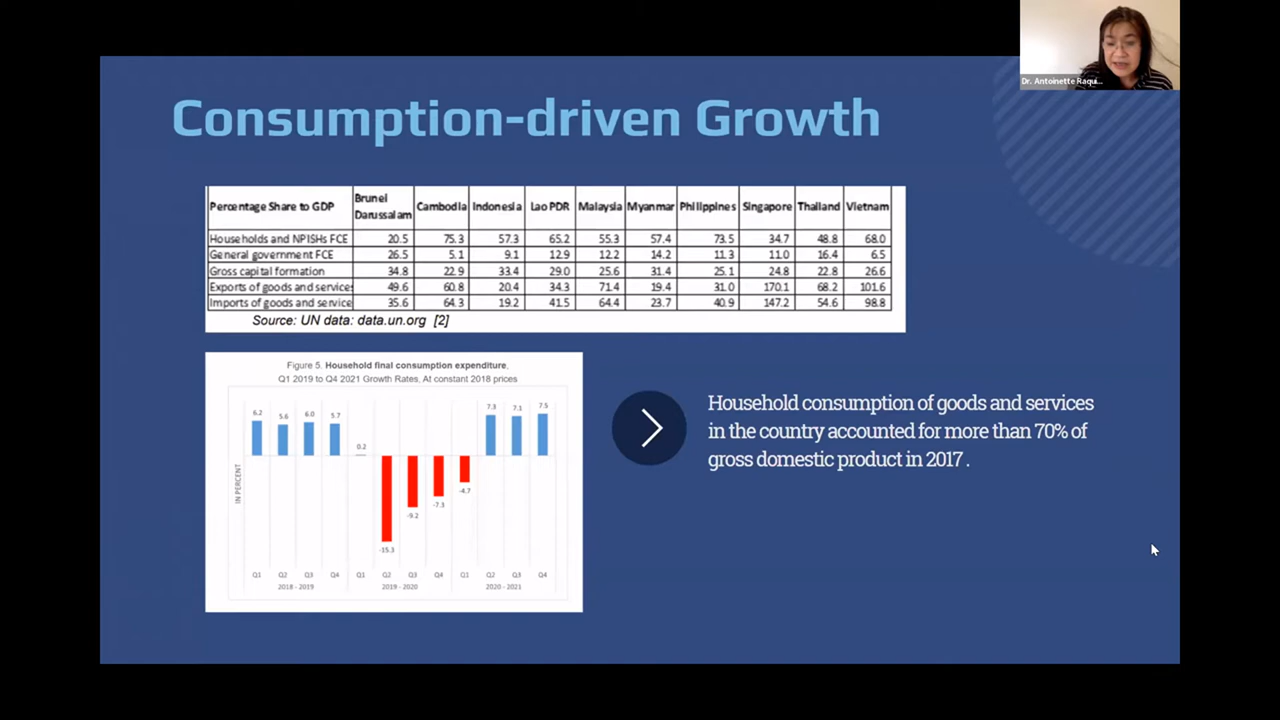 Dr. Antoinette Raqui...
Consumption-driven Growth
Percentage Share to GDP Brunei Darussalam Cambodia Indonesia Lao PDR Malaysia Myanmar Philippines Singapore Thailand Vietnam
Households and NPISHs FCE 20.5 75.3 57.3 65.2 55.3 57.4 73.5 34.7 48.8 68.0
General government FCE 26.5 5.1 9.1 12.9 12.2 14.2 11.3 11.0 16.4 6.5
Gross capital formation 34.8 22.9 33.4 29.0 25.6 31.4 25.1 24.8 22.8 26.6
Exports of goods and services 49.6 60.8 20.4 34.3 71.4 19.4 31.0 170.1 68.2 101.6
Imports of goods and service 35.6 64.3 19.2 41.5 64.4 23.7 40.9 147.2 54.6 98.8
Source: UN data: data.un.org [2]
Figure 5. Household final consumption expenditure,
Q1 2019 to Q4 2021 Growth Rates, At constant 2018 prices
6.2 5.6 6.0 5.7 0.2 -15.3 -9.2 -7.3 -4.7 7.3 7.1 7.5
IN PERCENT
Q1 Q2 Q3 Q4 Q1 Q2 Q3 Q4 Q1 Q2 Q3 Q4
2018 - 2019 2019 - 2020 2020 - 2021
Household consumption of goods and services
in the country accounted for more than 70% of
gross domestic product in 2017 .